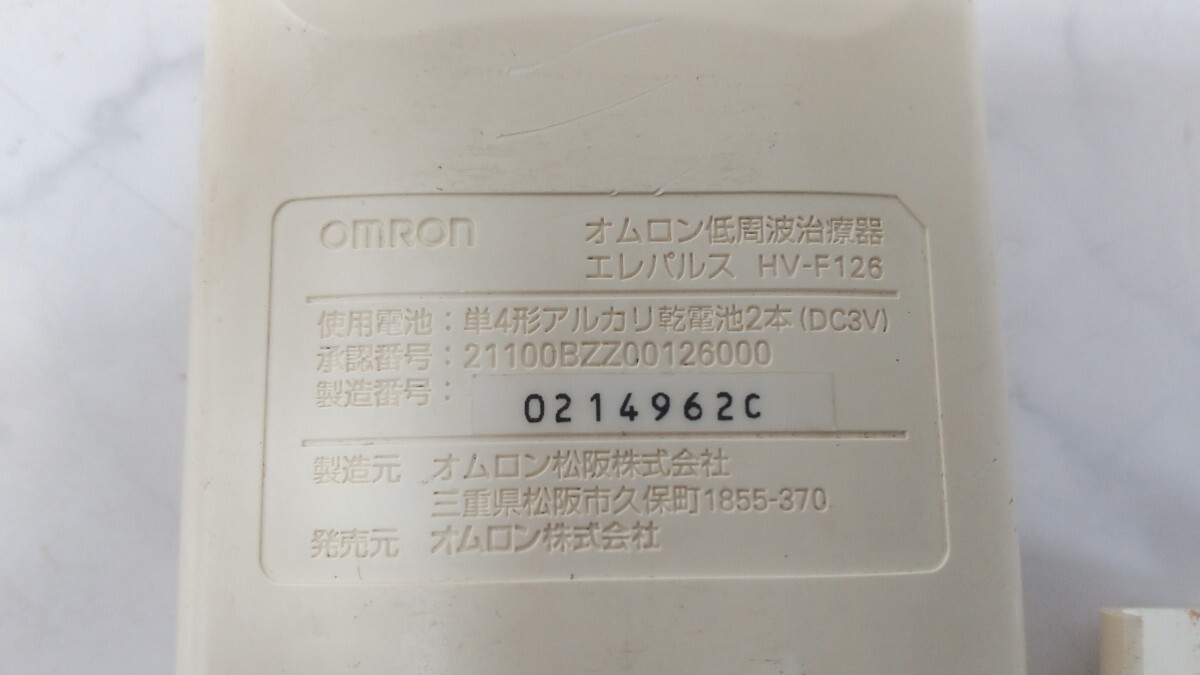 OMRON
オムロン低周波治療器
エレパルス HV-F126
使用電池：単4形アルカリ乾電池2本(DC3V)
承認番号：21100BZZ00126000
製造番号：0214962C
製造元 オムロン松阪株式会社
三重県松阪市久保町1855-370
発売元 オムロン株式会社